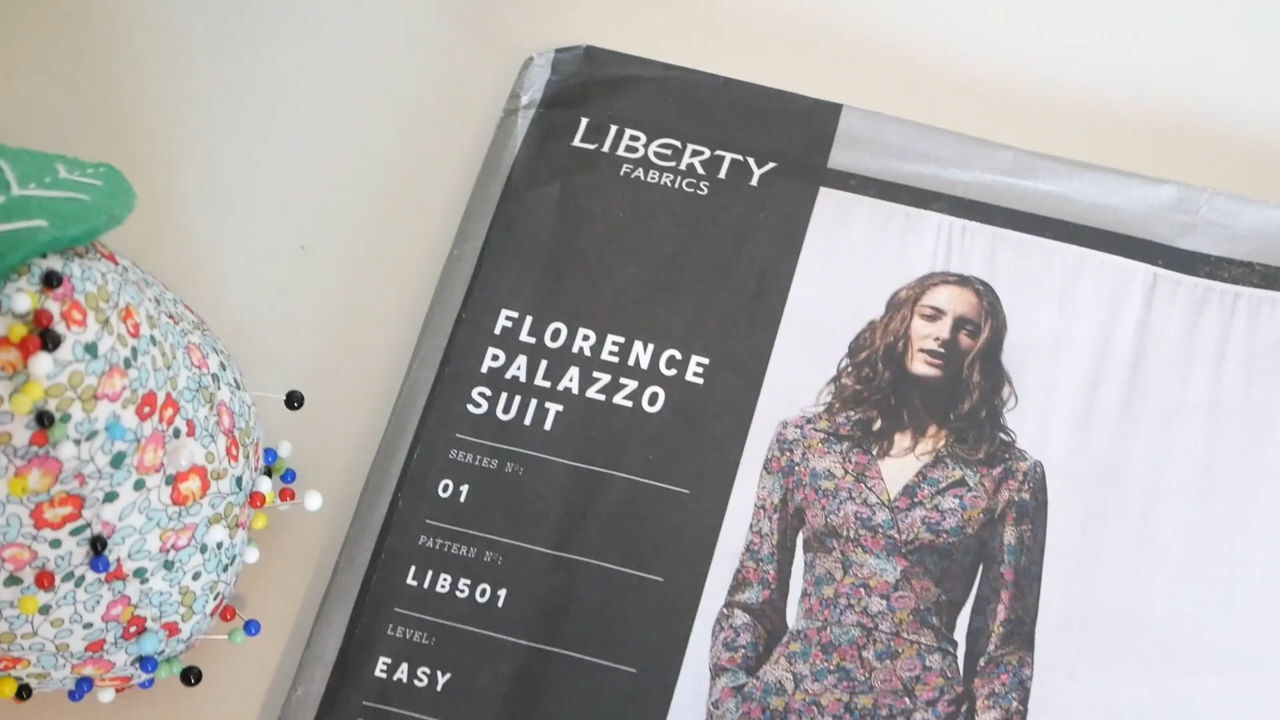 LIBERTY
FABRICS
FLORENCE
PALAZZO
SUIT
SERIES Nº:
01
PATTERN Nº:
LIB501
LEVEL:
EASY